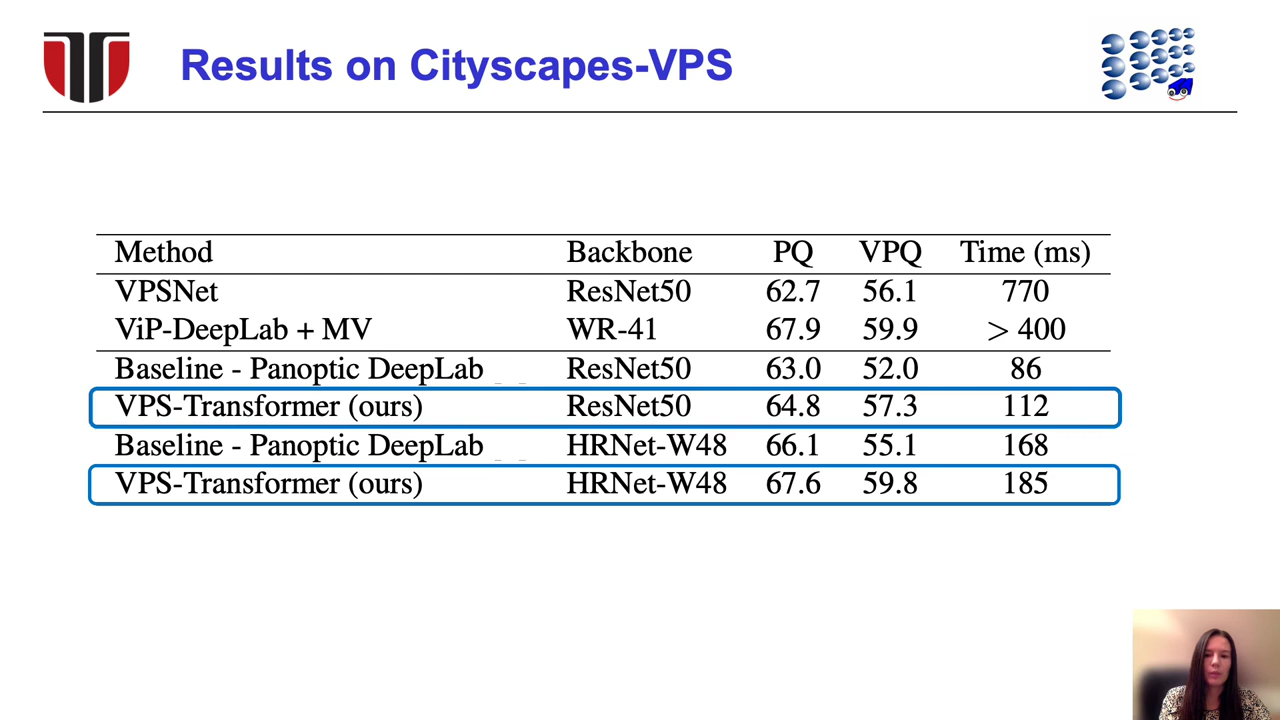 Results on Cityscapes-VPS
Method Backbone PQ VPQ Time (ms)
VPSNet ResNet50 62.7 56.1 770
ViP-DeepLab + MV WR-41 67.9 59.9 > 400
Baseline - Panoptic DeepLab ResNet50 63.0 52.0 86
VPS-Transformer (ours) ResNet50 64.8 57.3 112
Baseline - Panoptic DeepLab HRNet-W48 66.1 55.1 168
VPS-Transformer (ours) HRNet-W48 67.6 59.8 185